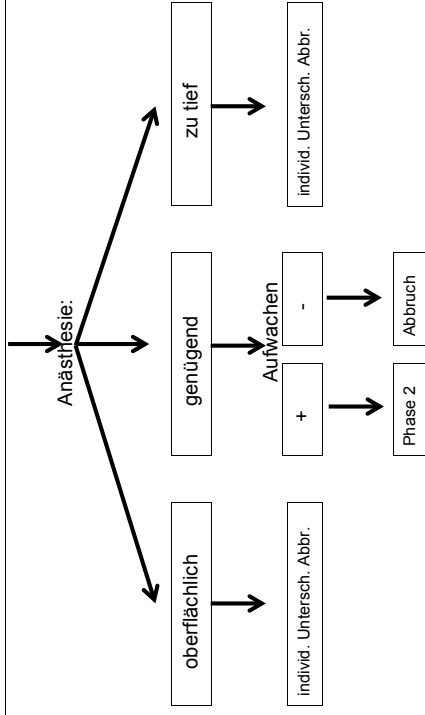 Anästhesie:
oberflächlich
genügend
zu tief
Aufwachen
individ. Untersch. Abbr.
+
-
individ. Untersch. Abbr.
Phase 2
Abbruch